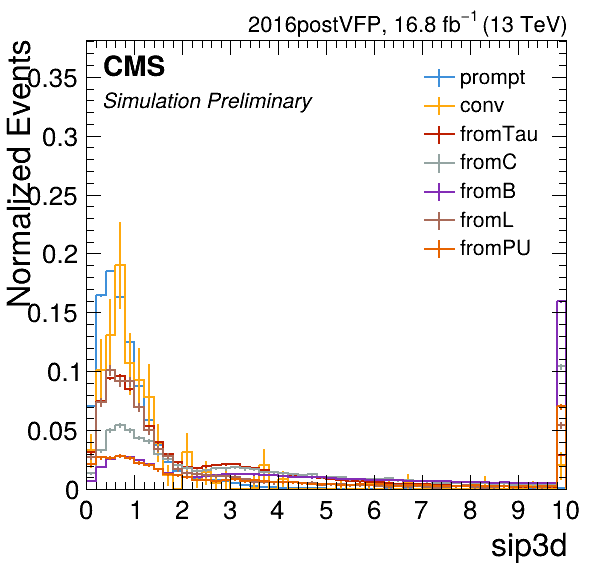 2016postVFP, 16.8 fb⁻¹ (13 TeV)
CMS
Simulation Preliminary
prompt
conv
fromTau
fromC
fromB
fromL
fromPU
Normalized Events
0.35
0.3
0.25
0.2
0.15
0.1
0.05
0
0 1 2 3 4 5 6 7 8 9 10
sip3d